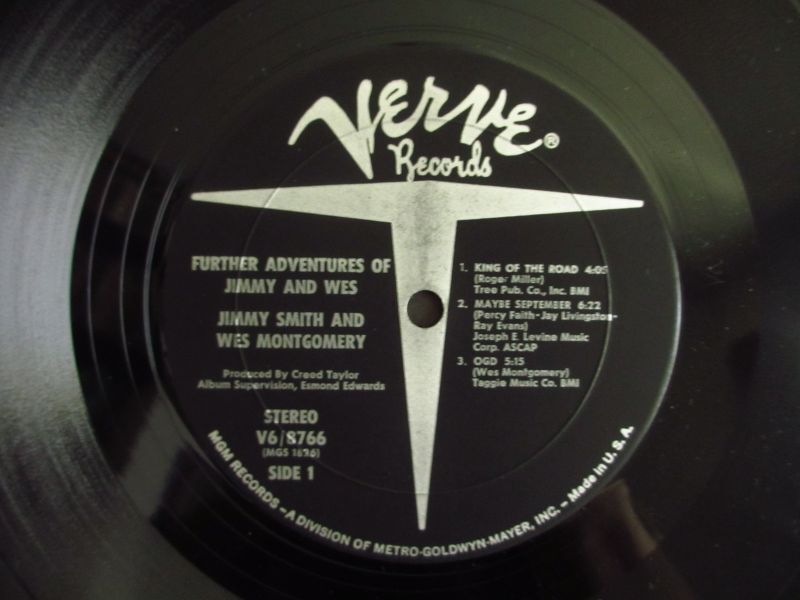 Verve®
Records
FURTHER ADVENTURES OF
JIMMY AND WES
JIMMY SMITH AND
WES MONTGOMERY
Produced By Creed Taylor
Album Supervision, Esmond Edwards
STEREO
V6/8766
(MGS 1626)
SIDE 1
1. KING OF THE ROAD 4:05
(Roger Miller)
Tree Pub. Co., Inc. BMI
2. MAYBE SEPTEMBER 6:22
(Percy Faith-Jay Livingston-
Ray Evans)
Joseph E. Levine Music
Corp. ASCAP
3. OGD 5:15
(Wes Montgomery)
Taggie Music Co. BMI
MGM RECORDS – A DIVISION OF METRO-GOLDWYN-MAYER, INC. – Made in U. S. A.